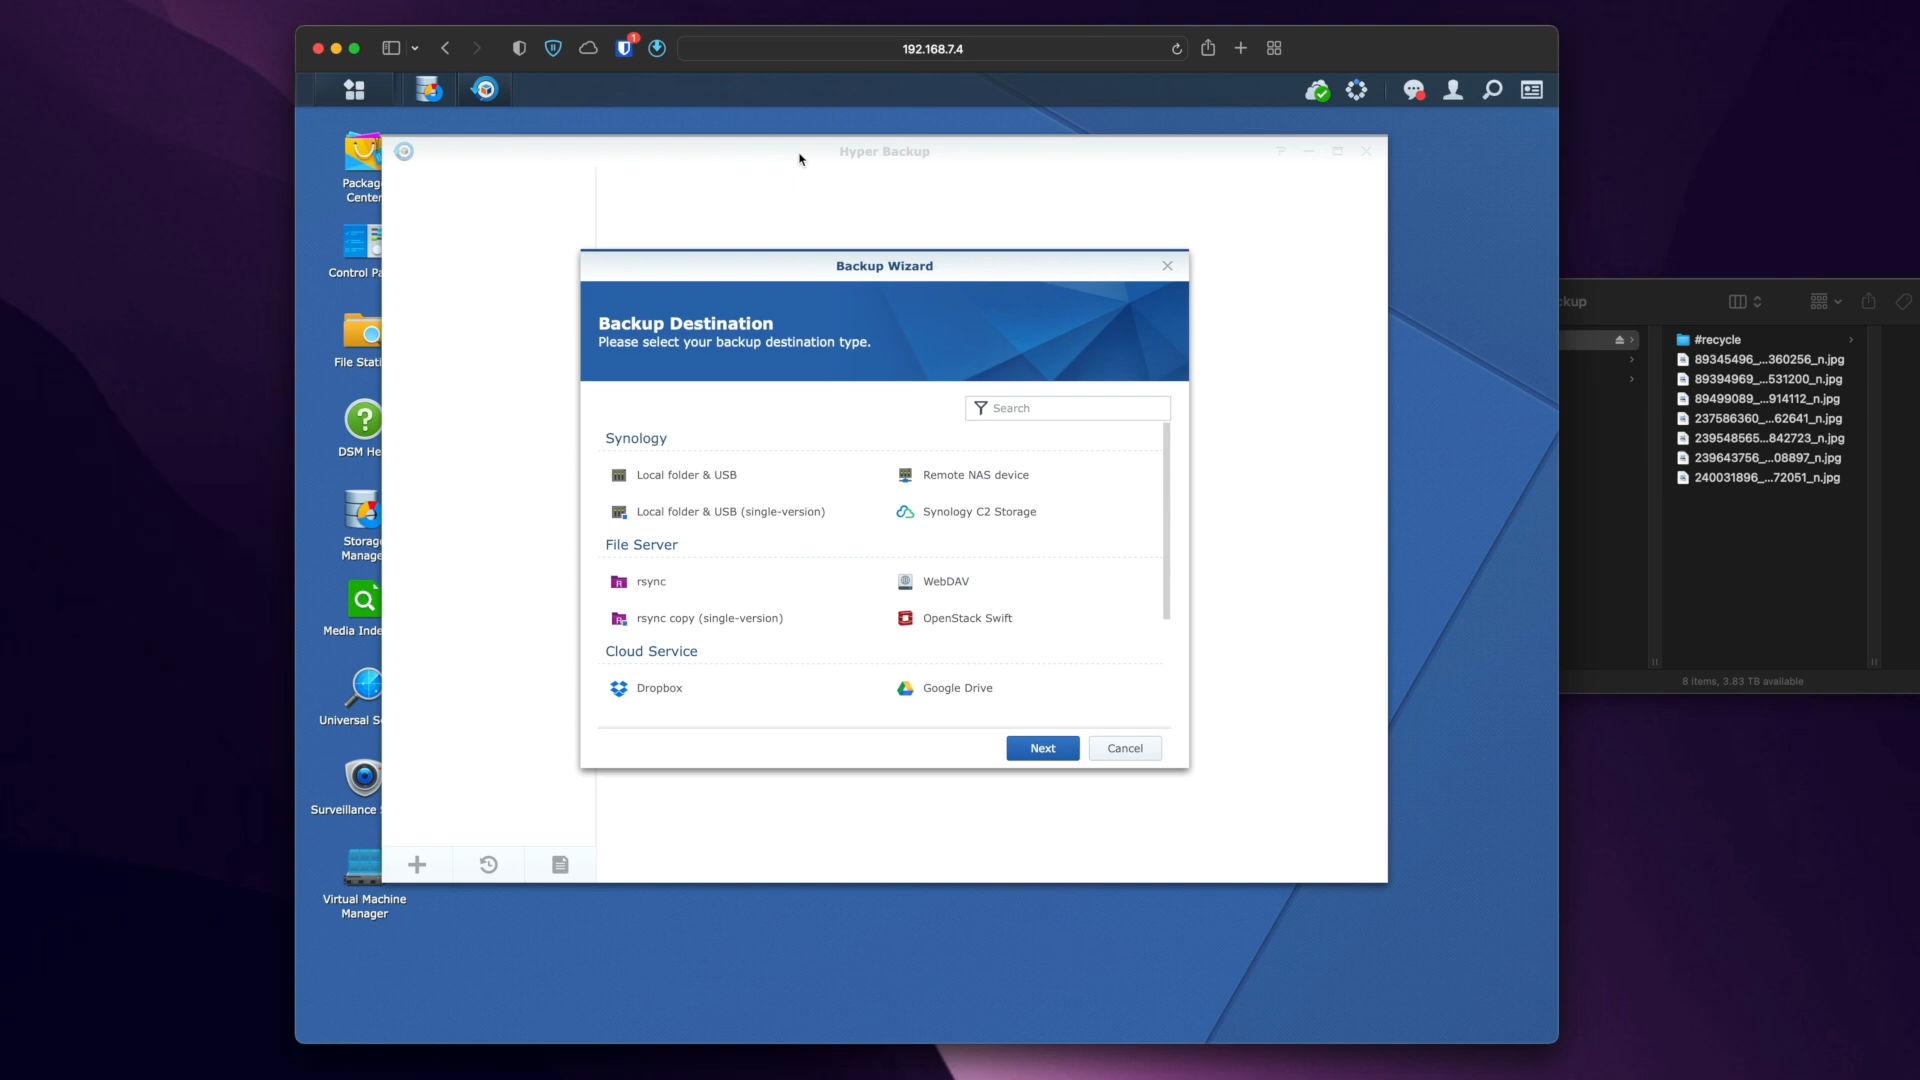 1
192.168.7.4
Hyper Backup
Package
Center
Control Pa
File Stati
DSM He
Storage
Manage
Media Inde
Universal S
Surveillance S
Virtual Machine
Manager
Backup Wizard
Backup Destination
Please select your backup destination type.
Search
Synology
Local folder & USB
Remote NAS device
Local folder & USB (single-version)
Synology C2 Storage
File Server
rsync
WebDAV
rsync copy (single-version)
OpenStack Swift
Cloud Service
Dropbox
Google Drive
Next
Cancel
ckup
#recycle
89345496_...360256_n.jpg
89394969_...531200_n.jpg
89499089_...914112_n.jpg
237586360_...62641_n.jpg
239548565...842723_n.jpg
239643756_...08897_n.jpg
240031896_...72051_n.jpg
8 items, 3.83 TB available